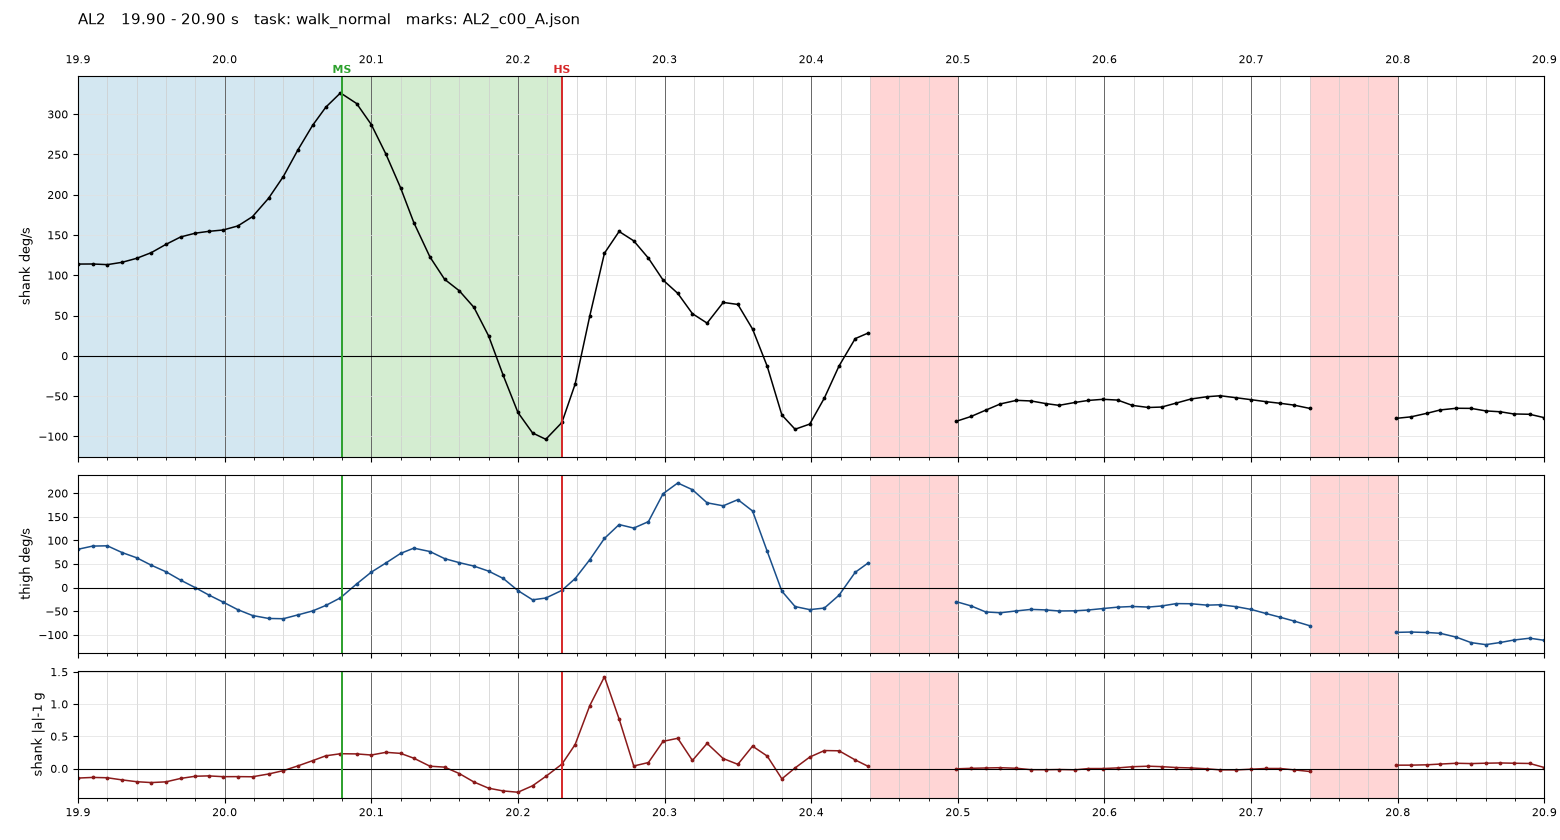 AL2   19.90 - 20.90 s   task: walk_normal   marks: AL2_c00_A.json
19.9 20.0 20.1 20.2 20.3 20.4 20.5 20.6 20.7 20.8 20.9
MS HS
shank deg/s
300
250
200
150
100
50
0
−50
−100
thigh deg/s
200
150
100
50
0
−50
−100
shank |a|-1 g
1.5
1.0
0.5
0.0
19.9 20.0 20.1 20.2 20.3 20.4 20.5 20.6 20.7 20.8 20.9